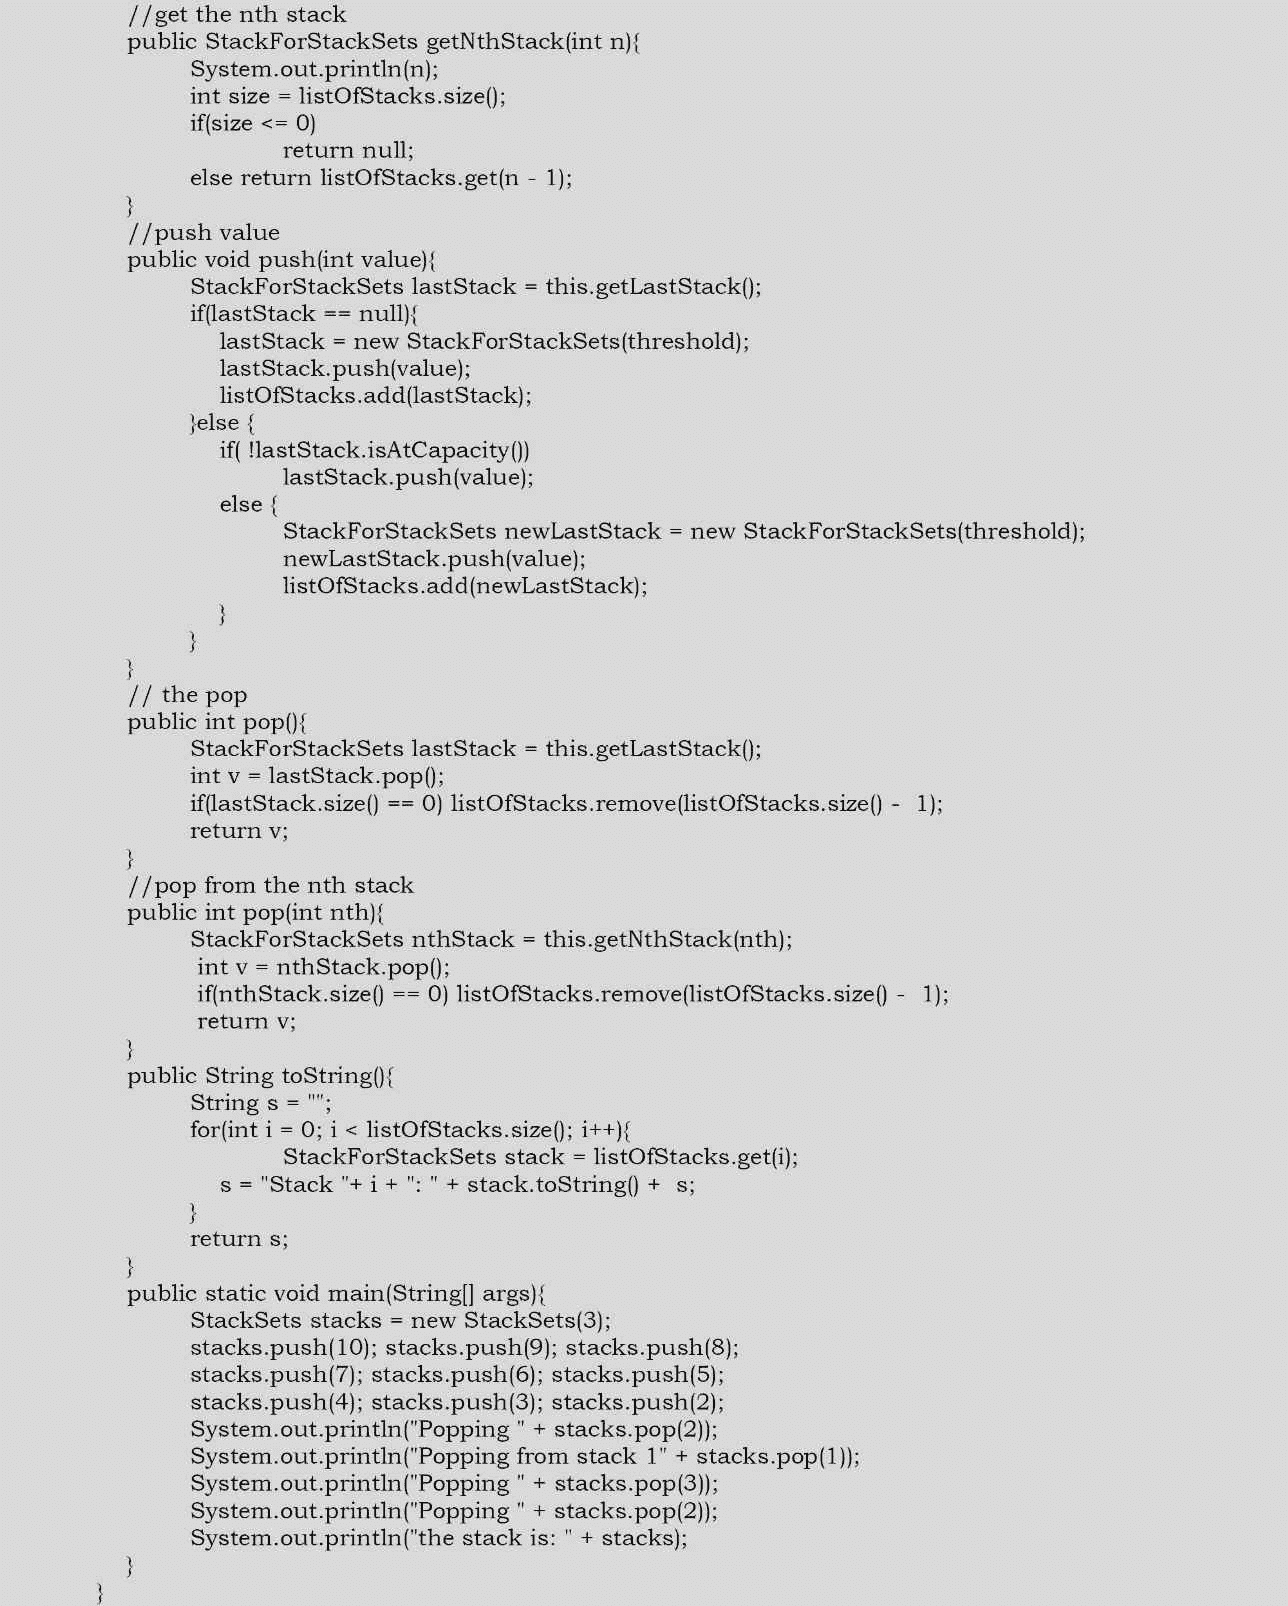 //get the nth stack
public StackForStackSets getNthStack(int n){
System.out.println(n);
int size = listOfStacks.size();
if(size <= 0)
return null;
else return listOfStacks.get(n - 1);
}
//push value
public void push(int value){
StackForStackSets lastStack = this.getLastStack();
if(lastStack == null){
lastStack = new StackForStackSets(threshold);
lastStack.push(value);
listOfStacks.add(lastStack);
}else {
if( !lastStack.isAtCapacity())
lastStack.push(value);
else {
StackForStackSets newLastStack = new StackForStackSets(threshold);
newLastStack.push(value);
listOfStacks.add(newLastStack);
}
}
}
// the pop
public int pop(){
StackForStackSets lastStack = this.getLastStack();
int v = lastStack.pop();
if(lastStack.size() == 0) listOfStacks.remove(listOfStacks.size() -  1);
return v;
}
//pop from the nth stack
public int pop(int nth){
StackForStackSets nthStack = this.getNthStack(nth);
int v = nthStack.pop();
if(nthStack.size() == 0) listOfStacks.remove(listOfStacks.size() -  1);
return v;
}
public String toString(){
String s = "";
for(int i = 0; i < listOfStacks.size(); i++){
StackForStackSets stack = listOfStacks.get(i);
s = "Stack "+ i + ": " + stack.toString() +  s;
}
return s;
}
public static void main(String[] args){
StackSets stacks = new StackSets(3);
stacks.push(10); stacks.push(9); stacks.push(8);
stacks.push(7); stacks.push(6); stacks.push(5);
stacks.push(4); stacks.push(3); stacks.push(2);
System.out.println("Popping " + stacks.pop(2));
System.out.println("Popping from stack 1" + stacks.pop(1));
System.out.println("Popping " + stacks.pop(3));
System.out.println("Popping " + stacks.pop(2));
System.out.println("the stack is: " + stacks);
}
}